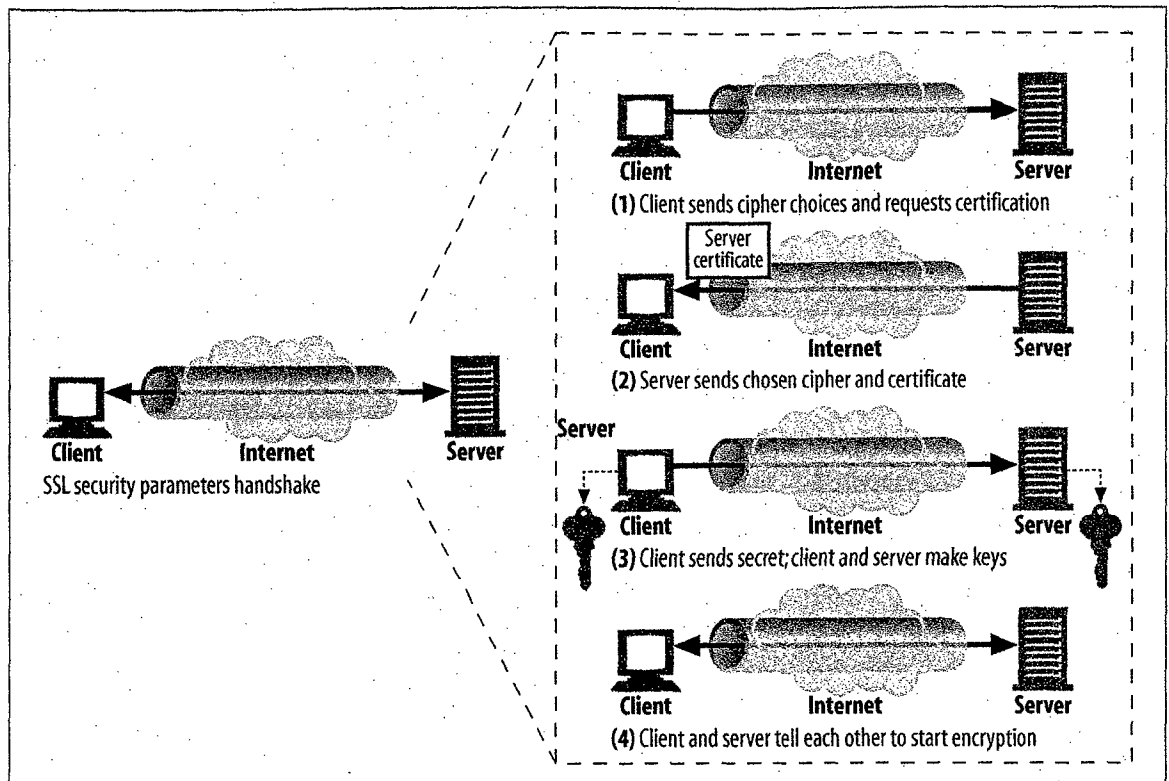 Client
Internet
Server
SSL security parameters handshake
Client
Internet
Server
(1) Client sends cipher choices and requests certification
Server
certificate
Client
Internet
Server
(2) Server sends chosen cipher and certificate
Server
Client
Internet
Server
(3) Client sends secret; client and server make keys
Client
Internet
Server
(4) Client and server tell each other to start encryption